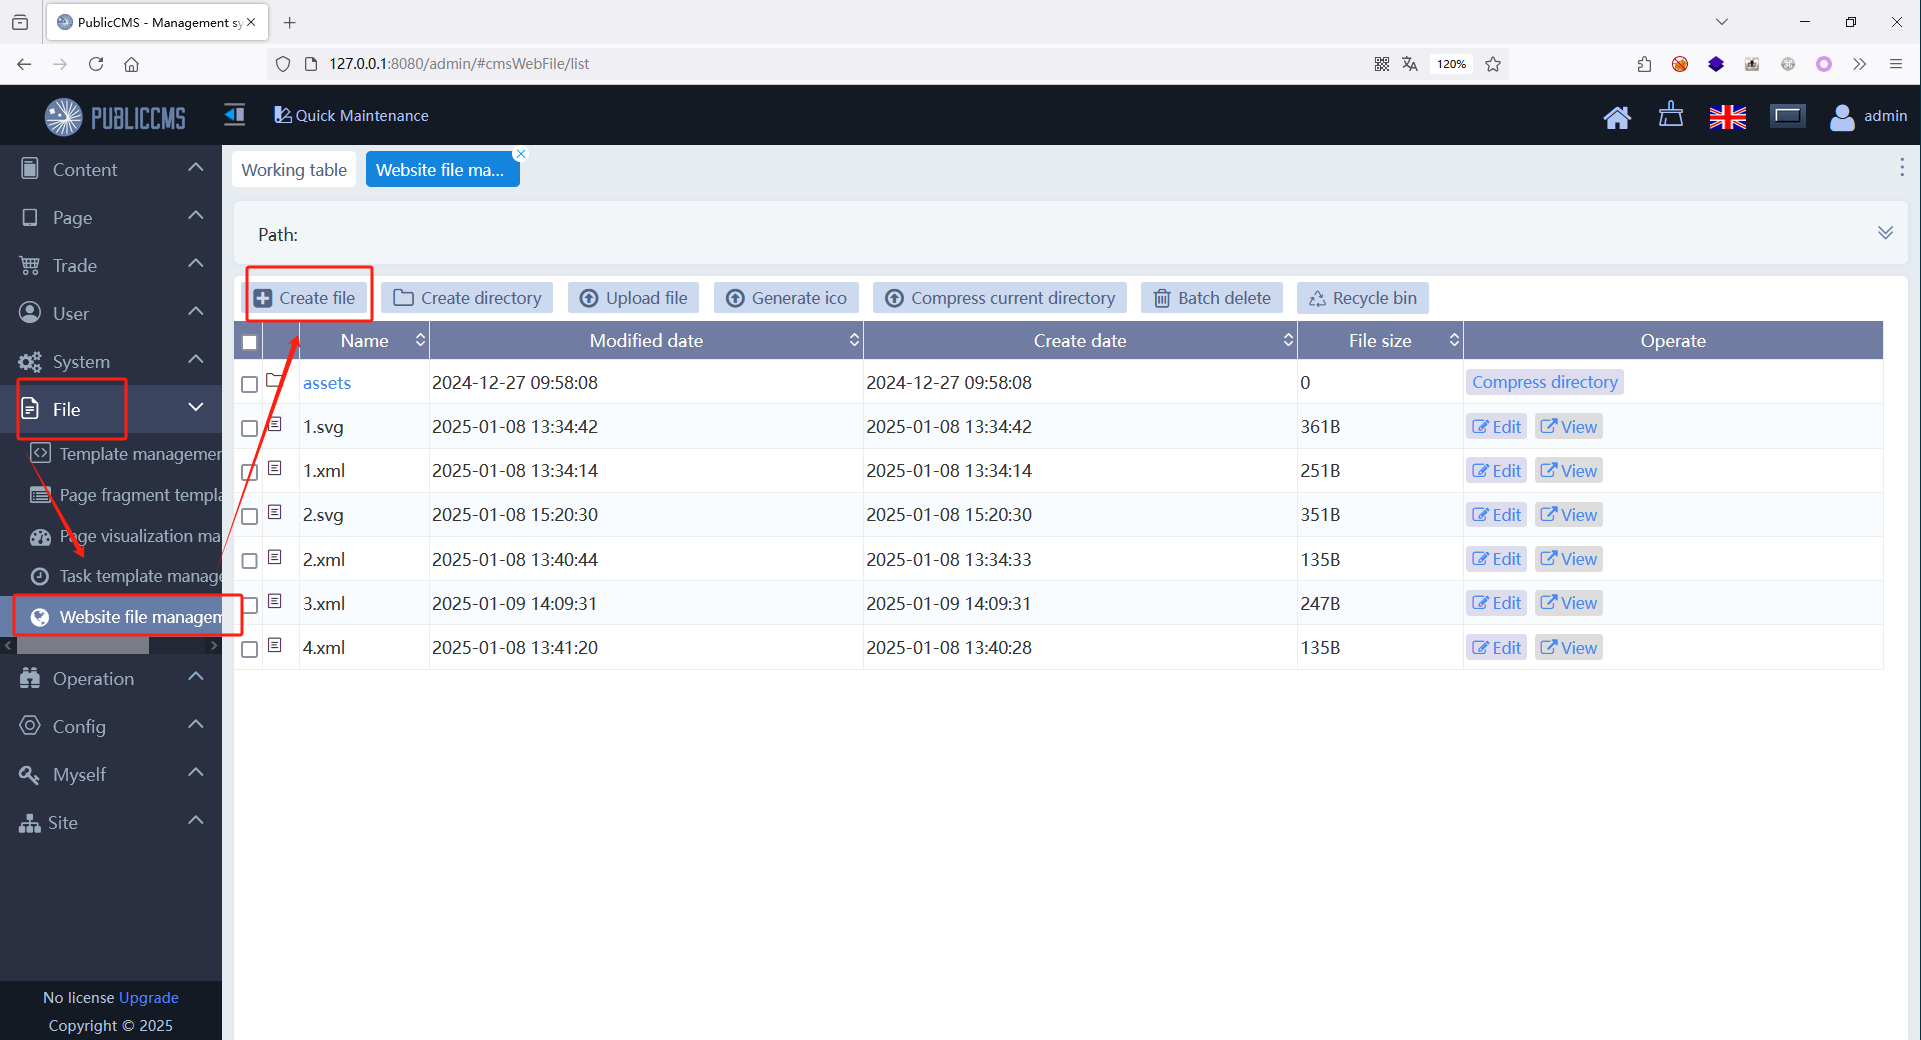 PublicCMS - Management sy
127.0.0.1:8080/admin/#cmsWebFile/list
120%
PUBLICCMS
Quick Maintenance
admin
Content
Page
Trade
User
System
File
Template managemen
Page fragment templa
Page visualization ma
Task template manage
Website file managem
Operation
Config
Myself
Site
No license Upgrade
Copyright © 2025
Working table
Website file ma...
Path:
Create file
Create directory
Upload file
Generate ico
Compress current directory
Batch delete
Recycle bin
Name Modified date Create date File size Operate
assets 2024-12-27 09:58:08 2024-12-27 09:58:08 0 Compress directory
1.svg 2025-01-08 13:34:42 2025-01-08 13:34:42 361B Edit View
1.xml 2025-01-08 13:34:14 2025-01-08 13:34:14 251B Edit View
2.svg 2025-01-08 15:20:30 2025-01-08 15:20:30 351B Edit View
2.xml 2025-01-08 13:40:44 2025-01-08 13:34:33 135B Edit View
3.xml 2025-01-09 14:09:31 2025-01-09 14:09:31 247B Edit View
4.xml 2025-01-08 13:41:20 2025-01-08 13:40:28 135B Edit View